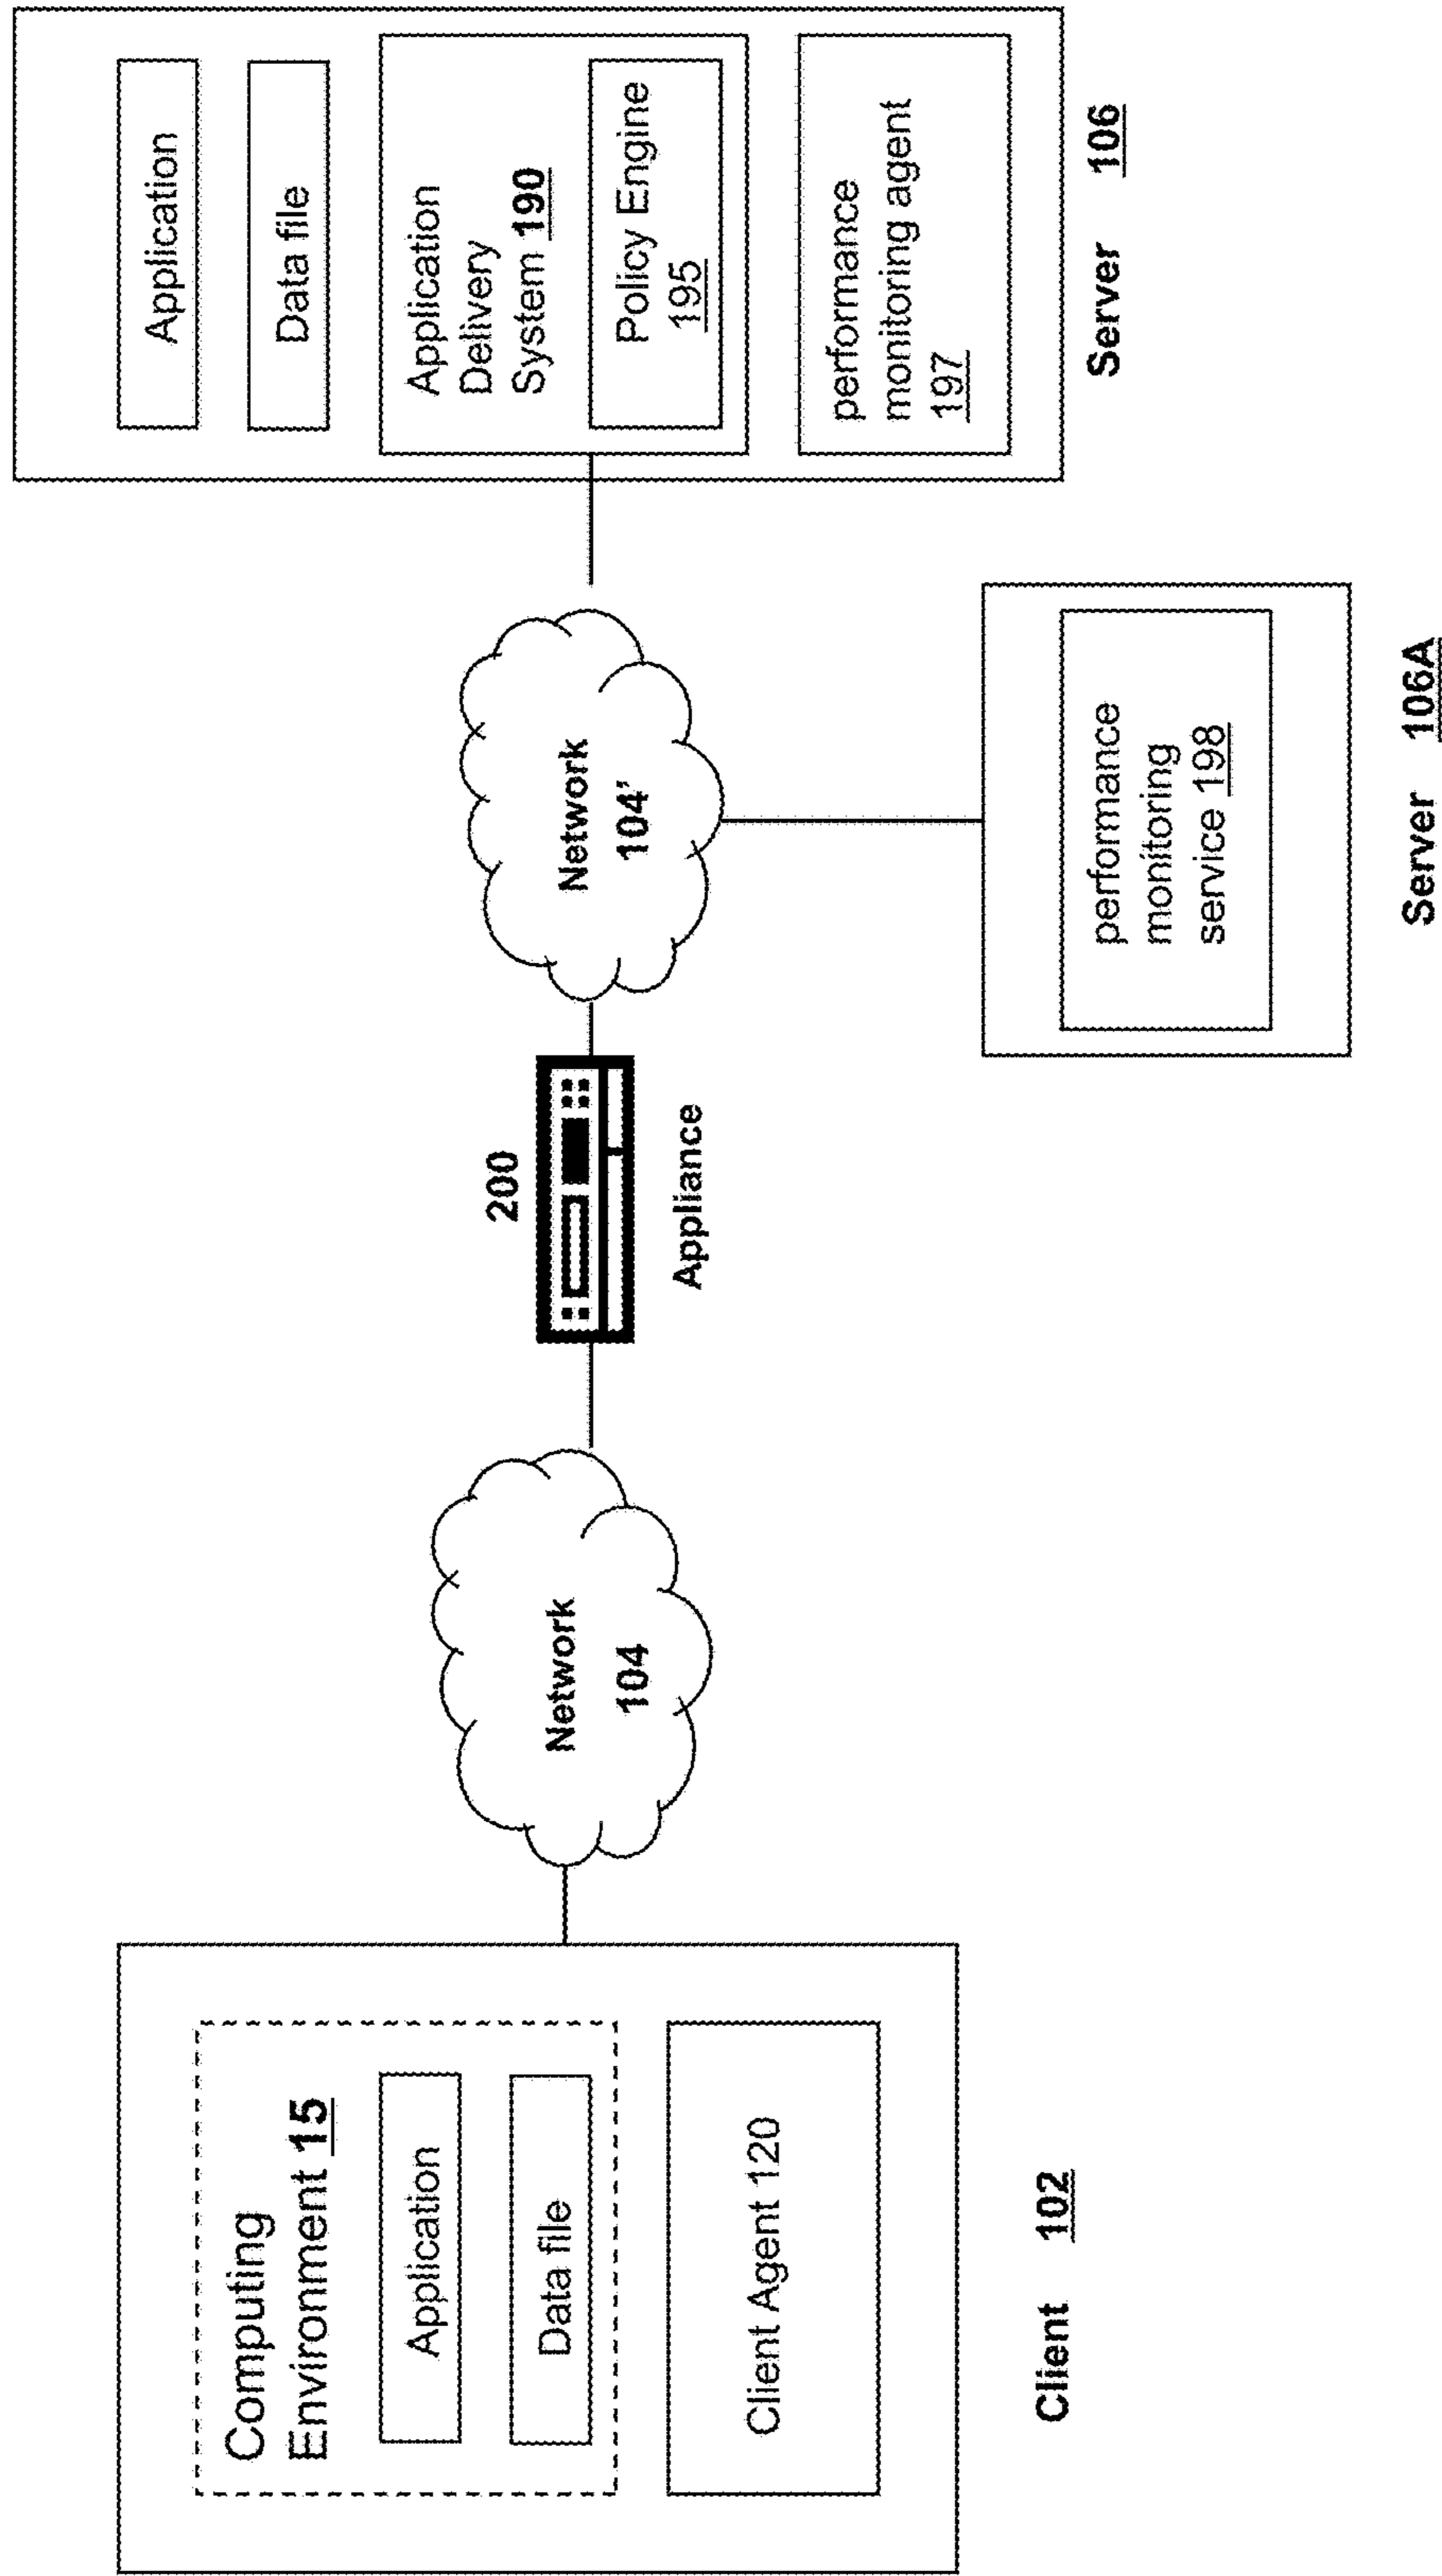 Computing
Environment 15
Application
Data file
Client Agent 120
Client 102
Network
104
200
Appliance
Network
104'
performance
monitoring
service 198
Server 106A
Application
Data file
Application
Delivery
System 190
Policy Engine
195
performance
monitoring agent
197
Server 106